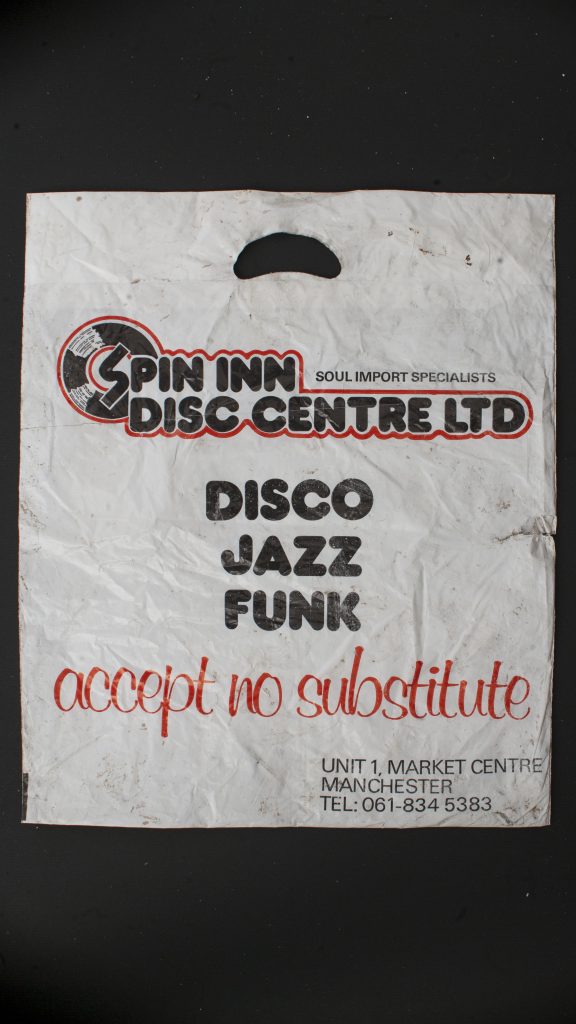 SPIN INN
SOUL IMPORT SPECIALISTS
DISC CENTRE LTD
DISCO
JAZZ
FUNK
accept no substitute
UNIT 1, MARKET CENTRE
MANCHESTER
TEL: 061-834 5383